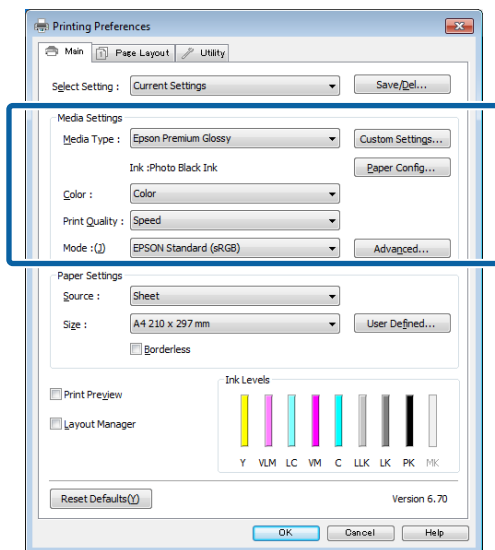 Printing Preferences
Main Page Layout Utility
Select Setting : Current Settings Save/Del...
Media Settings
Media Type : Epson Premium Glossy Custom Settings...
Ink :Photo Black Ink Paper Config...
Color : Color
Print Quality : Speed
Mode :(J) EPSON Standard (sRGB) Advanced...
Paper Settings
Source : Sheet
Size : A4 210 x 297 mm User Defined...
Borderless
Ink Levels
Print Preview
Layout Manager
Y VLM LC VM C LLK LK PK MK
Reset Defaults(Y) Version 6.70
OK Cancel Help